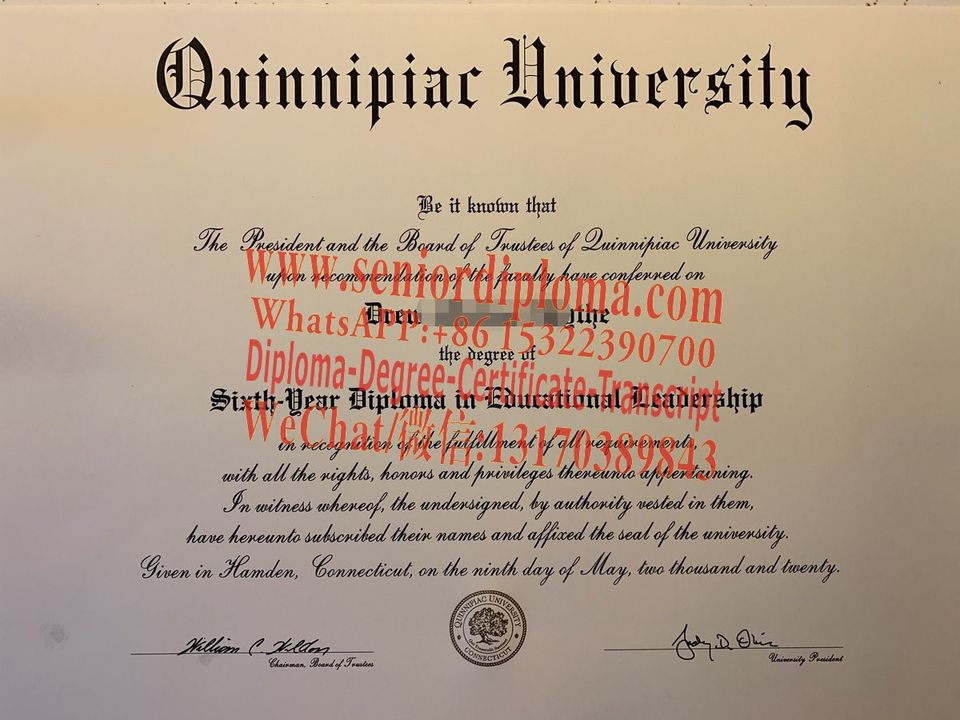 Quinnipiac University
Be it known that
The President and the Board of Trustees of Quinnipiac University
upon recommendation of the faculty have conferred on
www.seniordiploma.com
Drew
WhatsAPP:+86 15322390700
the degree of
Diploma-Degree-Certificate-Transcript
Sixth-Year Diploma in Educational Leadership
WeChat/微信:13170389843
in recognition of the fulfillment of all requirements,
with all the rights, honors and privileges thereunto appertaining.
In witness whereof, the undersigned, by authority vested in them,
have hereunto subscribed their names and affixed the seal of the university.
Given in Hamden, Connecticut, on the ninth day of May, two thousand and twenty.
QUINNIPIAC UNIVERSITY
CONNECTICUT
Chairman, Board of Trustees
University President